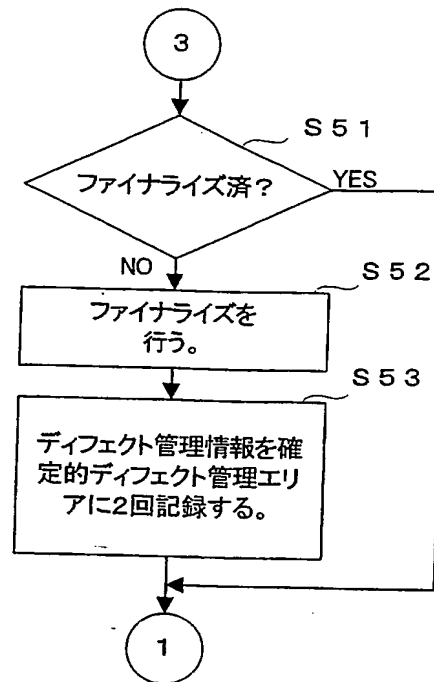 3
S51
ファイナライズ済?
YES
NO
S52
ファイナライズを
行う。
S53
ディフェクト管理情報を確
定的ディフェクト管理エリ
アに2回記録する。
1